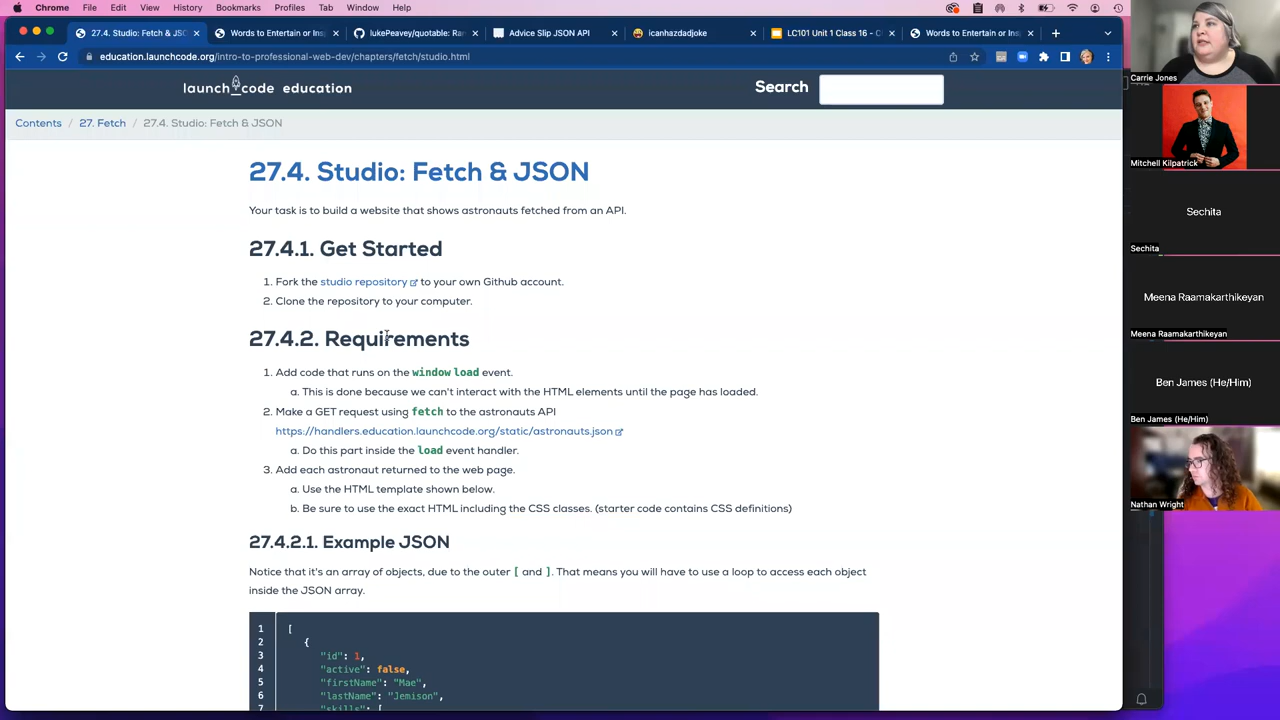 Chrome File Edit View History Bookmarks Profiles Tab Window Help
27.4. Studio: Fetch & JSO
Words to Entertain or Ins
lukePeavey/quotable: Ra
Advice Slip JSON API
icanhazdadjoke
LC101 Unit 1 Class 16 - C
Words to Entertain or Ins
education.launchcode.org/intro-to-professional-web-dev/chapters/fetch/studio.html
launch_code education
Search
Contents / 27. Fetch / 27.4. Studio: Fetch & JSON
27.4. Studio: Fetch & JSON
Your task is to build a website that shows astronauts fetched from an API.
27.4.1. Get Started
1. Fork the studio repository to your own Github account.
2. Clone the repository to your computer.
27.4.2. Requirements
1. Add code that runs on the window load event.
a. This is done because we can't interact with the HTML elements until the page has loaded.
2. Make a GET request using fetch to the astronauts API
https://handlers.education.launchcode.org/static/astronauts.json
a. Do this part inside the load event handler.
3. Add each astronaut returned to the web page.
a. Use the HTML template shown below.
b. Be sure to use the exact HTML including the CSS classes. (starter code contains CSS definitions)
27.4.2.1. Example JSON
Notice that it's an array of objects, due to the outer [ and ]. That means you will have to use a loop to access each object
inside the JSON array.
1 [
2 {
3 "id": 1,
4 "active": false,
5 "firstName": "Mae",
6 "lastName": "Jemison",
7 "skills": [
Carrie Jones
Mitchell Kilpatrick
Sechita
Sechita
Meena Raamakarthikeyan
Meena Raamakarthikeyan
Ben James (He/Him)
Ben James (He/Him)
Nathan Wright